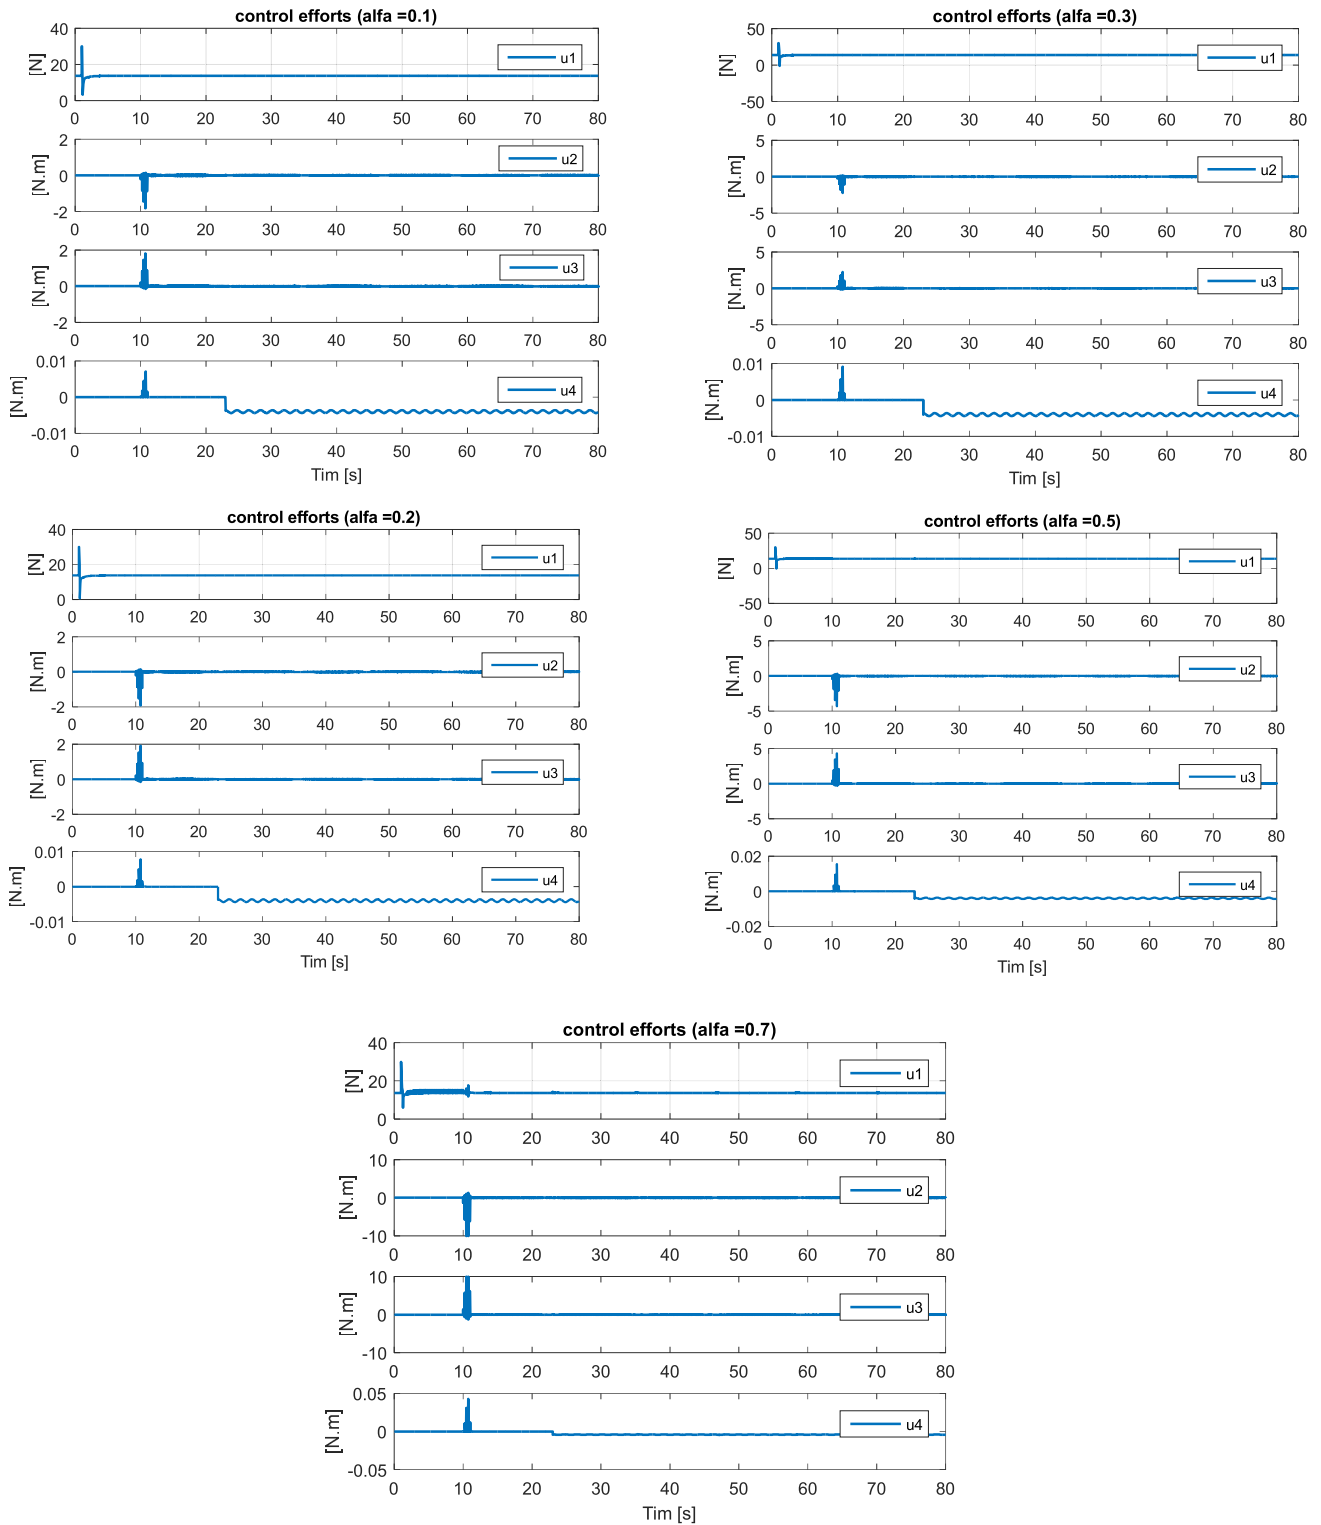 control efforts (alfa =0.1)
40
20
0
[N]
u1
0 10 20 30 40 50 60 70 80
2
0
-2
[N.m]
u2
0 10 20 30 40 50 60 70 80
2
0
-2
[N.m]
u3
0 10 20 30 40 50 60 70 80
0.01
0
-0.01
[N.m]
u4
0 10 20 30 40 50 60 70 80
Tim [s]
control efforts (alfa =0.3)
50
0
-50
[N]
u1
0 10 20 30 40 50 60 70 80
5
0
-5
[N.m]
u2
0 10 20 30 40 50 60 70 80
5
0
-5
[N.m]
u3
0 10 20 30 40 50 60 70 80
0.01
0
-0.01
[N.m]
u4
0 10 20 30 40 50 60 70 80
Tim [s]
control efforts (alfa =0.2)
40
20
0
[N]
u1
0 10 20 30 40 50 60 70 80
2
0
-2
[N.m]
u2
0 10 20 30 40 50 60 70 80
2
0
-2
[N.m]
u3
0 10 20 30 40 50 60 70 80
0.01
0
-0.01
[N.m]
u4
0 10 20 30 40 50 60 70 80
Tim [s]
control efforts (alfa =0.5)
50
0
-50
[N]
u1
0 10 20 30 40 50 60 70 80
5
0
-5
[N.m]
u2
0 10 20 30 40 50 60 70 80
5
0
-5
[N.m]
u3
0 10 20 30 40 50 60 70 80
0.02
0
-0.02
[N.m]
u4
0 10 20 30 40 50 60 70 80
Tim [s]
control efforts (alfa =0.7)
40
20
0
[N]
u1
0 10 20 30 40 50 60 70 80
10
0
-10
[N.m]
u2
0 10 20 30 40 50 60 70 80
10
0
-10
[N.m]
u3
0 10 20 30 40 50 60 70 80
0.05
0
-0.05
[N.m]
u4
0 10 20 30 40 50 60 70 80
Tim [s]